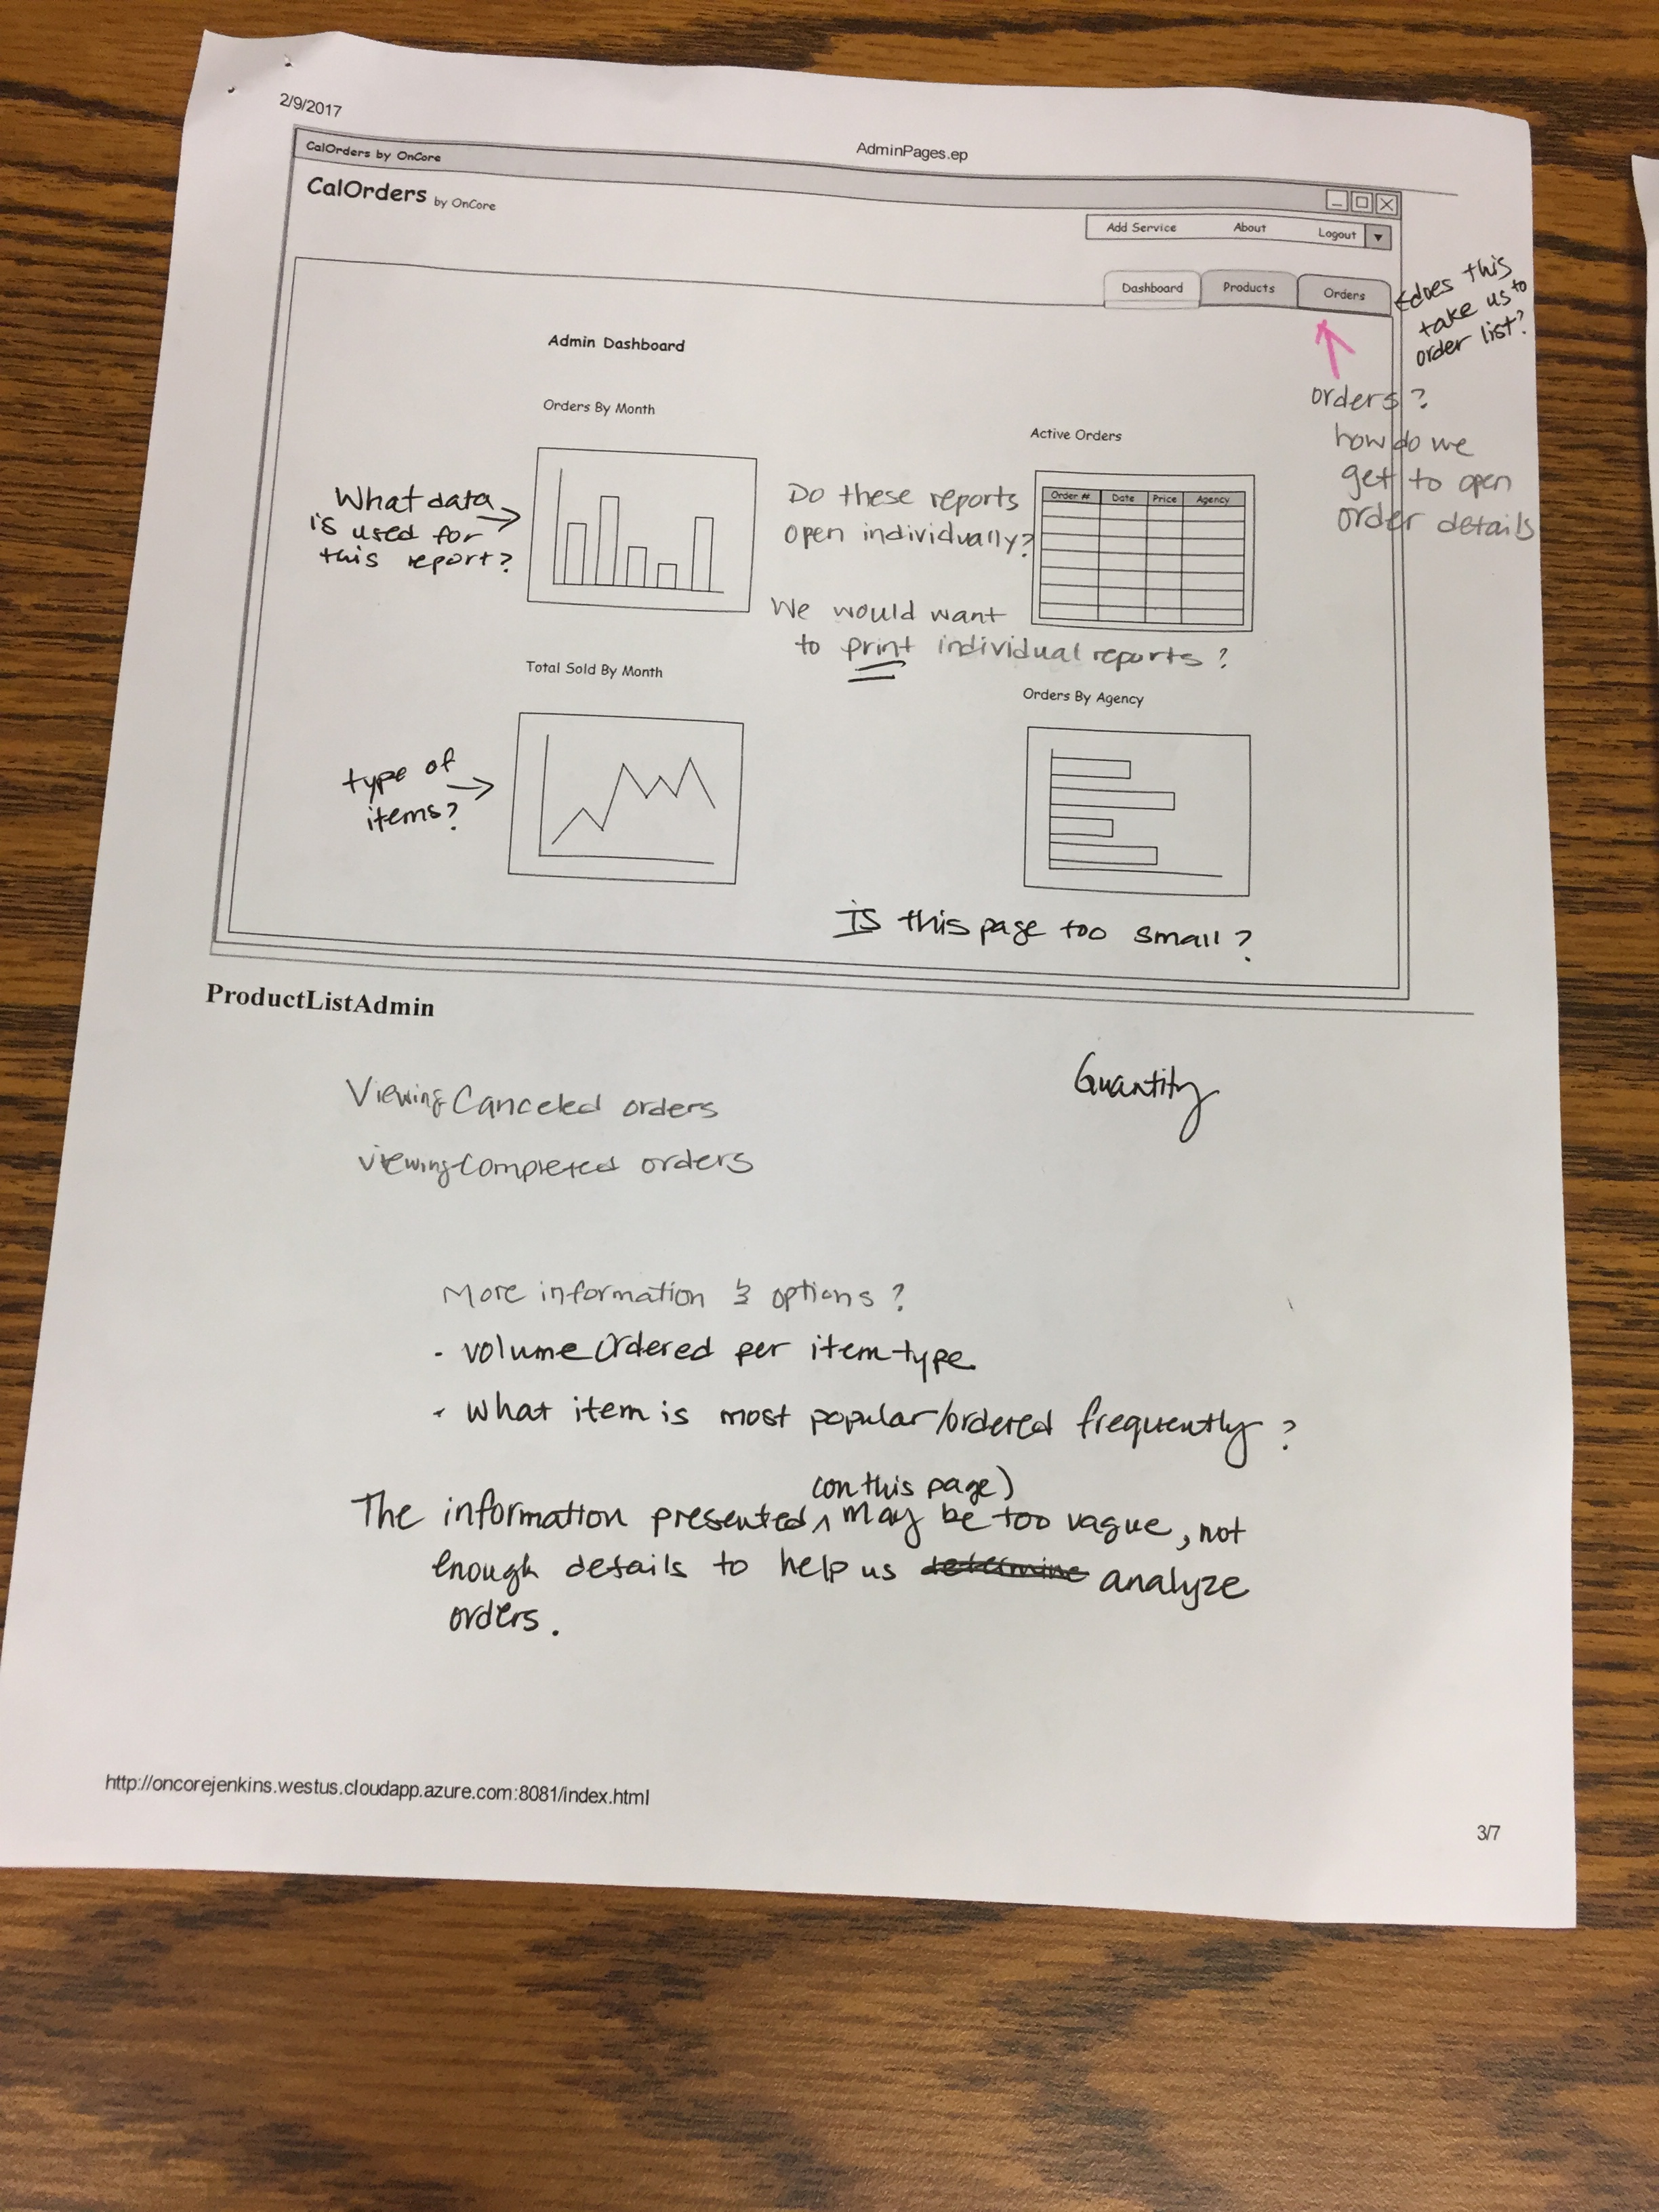 2/9/2017
AdminPages.ep
CalOrders by OnCore
CalOrders by OnCore
Add Service About Logout
Dashboard Products Orders
does this
take us to
order list?
orders?
how do we
get to open
order details
Admin Dashboard
Orders By Month
What data
is used for
this report?
Do these reports
open individually?
We would want
to print individual reports?
Active Orders
Order # Date Price Agency
Total Sold By Month
type of
items?
Orders By Agency
Is this page too small?
ProductListAdmin
Viewing Canceled orders
viewing completed orders
Quantity
More information & options?
- volume ordered per item type
- What item is most popular/ordered frequently?
(on this page)
The information presented ^ may be too vague, not
enough details to help us determine analyze
orders.
http://oncorejenkins.westus.cloudapp.azure.com:8081/index.html
3/7